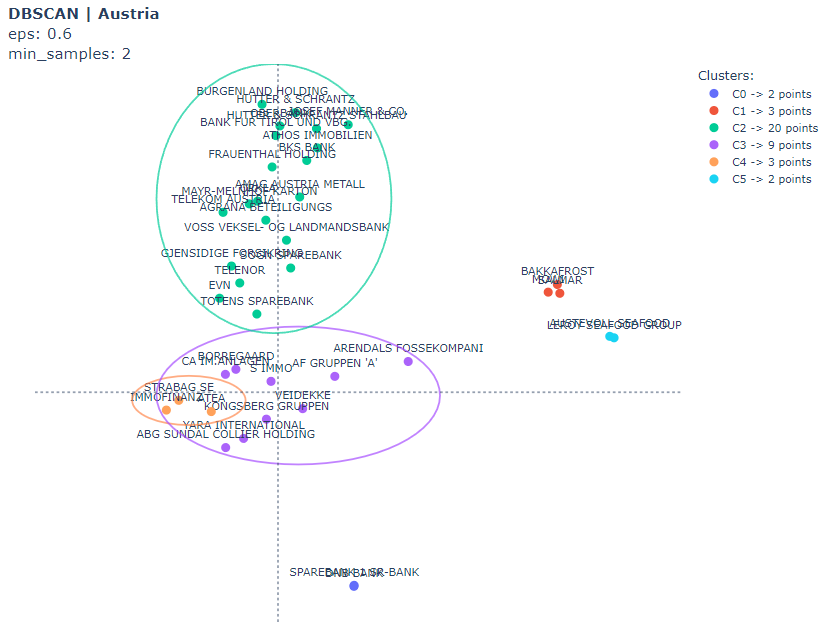 DBSCAN | Austria
eps: 0.6
min_samples: 2
Clusters:
C0 -> 2 points
C1 -> 3 points
C2 -> 20 points
C3 -> 9 points
C4 -> 3 points
C5 -> 2 points
BURGENLAND HOLDING
HUTTER & SCHRANTZ
JOSEF MANNER & CO.
OBERBANK
HUTTER & SCHRANTZ STAHLBAU
BANK FUR TIROL UND VBG.
ATHOS IMMOBILIEN
BKS BANK
FRAUENTHAL HOLDING
AMAG AUSTRIA METALL
MAYR-MELNHOF KARTON
TELEKOM AUSTRIA
AGRANA BETEILIGUNGS
VOSS VEKSEL- OG LANDMANDSBANK
GJENSIDIGE FORSIKRING
SOGN SPAREBANK
TELENOR
EVN
TOTENS SPAREBANK
BAKKAFROST
MOWI
SALMAR
AUSTEVOLL SEAFOOD
LEROY SEAFOOD GROUP
ARENDALS FOSSEKOMPANI
BORREGAARD
CA IM.ANLAGEN
S IMMO
AF GRUPPEN 'A'
STRABAG SE
IMMOFINANZ
ATEA
VEIDEKKE
KONGSBERG GRUPPEN
YARA INTERNATIONAL
ABG SUNDAL COLLIER HOLDING
SPAREBANK 1 SR-BANK
DNB BANK